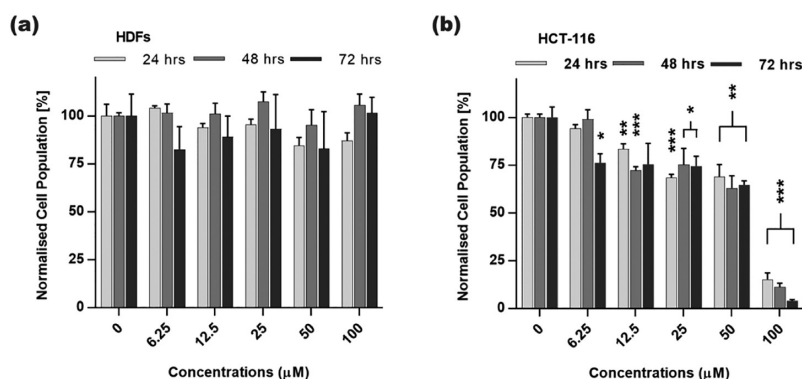 (a)
HDFs
24 hrs 48 hrs 72 hrs
Normalised Cell Population [%]
100
75
50
25
0
0 6.25 12.5 25 50 100
Concentrations (μM)
(b)
HCT-116
24 hrs 48 hrs 72 hrs
Normalised Cell Population [%]
100
75
50
25
0
* ** *** *** * ** ***
0 6.25 12.5 25 50 100
Concentrations (μM)